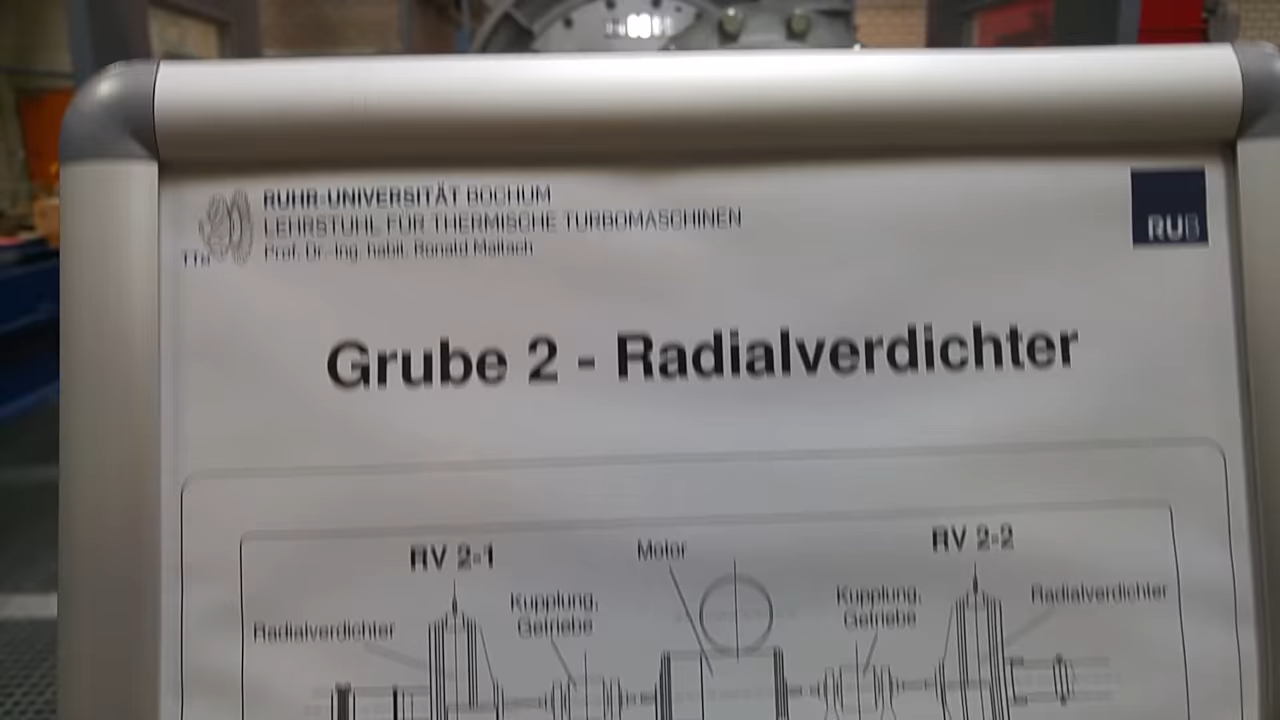 RUHR-UNIVERSITÄT BOCHUM
LEHRSTUHL FÜR THERMISCHE TURBOMASCHINEN
Prof. Dr.-Ing. habil. Ronald Mailach
RUB
Grube 2 - Radialverdichter
RV 2-1
Motor
RV 2-2
Kupplung,
Getriebe
Kupplung,
Getriebe
Radialverdichter
Radialverdichter